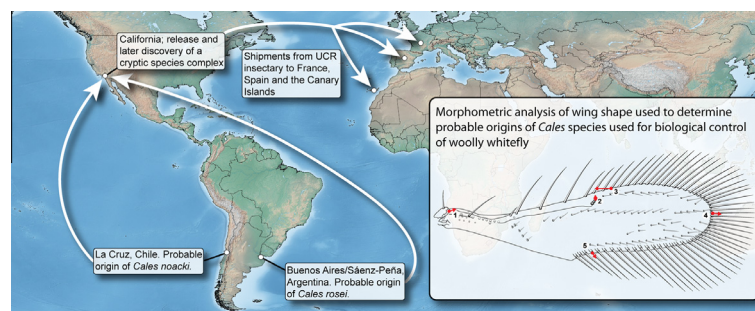 California; release and
later discovery of a
cryptic species complex
Shipments from UCR
insectary to France,
Spain and the Canary
Islands
Morphometric analysis of wing shape used to determine
probable origins of Cales species used for biological control
of woolly whitefly
1
2
3
4
5
La Cruz, Chile. Probable
origin of Cales noacki.
Buenos Aires/Sáenz-Peña,
Argentina. Probable origin
of Cales rosei.